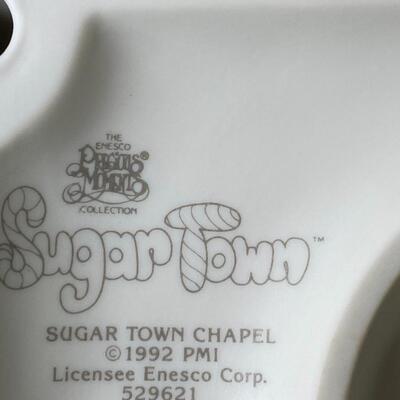 THE
ENESCO
PRECIOUS®
MOMENTS
COLLECTION
Sugar Town™
SUGAR TOWN CHAPEL
©1992 PMI
Licensee Enesco Corp.
529621